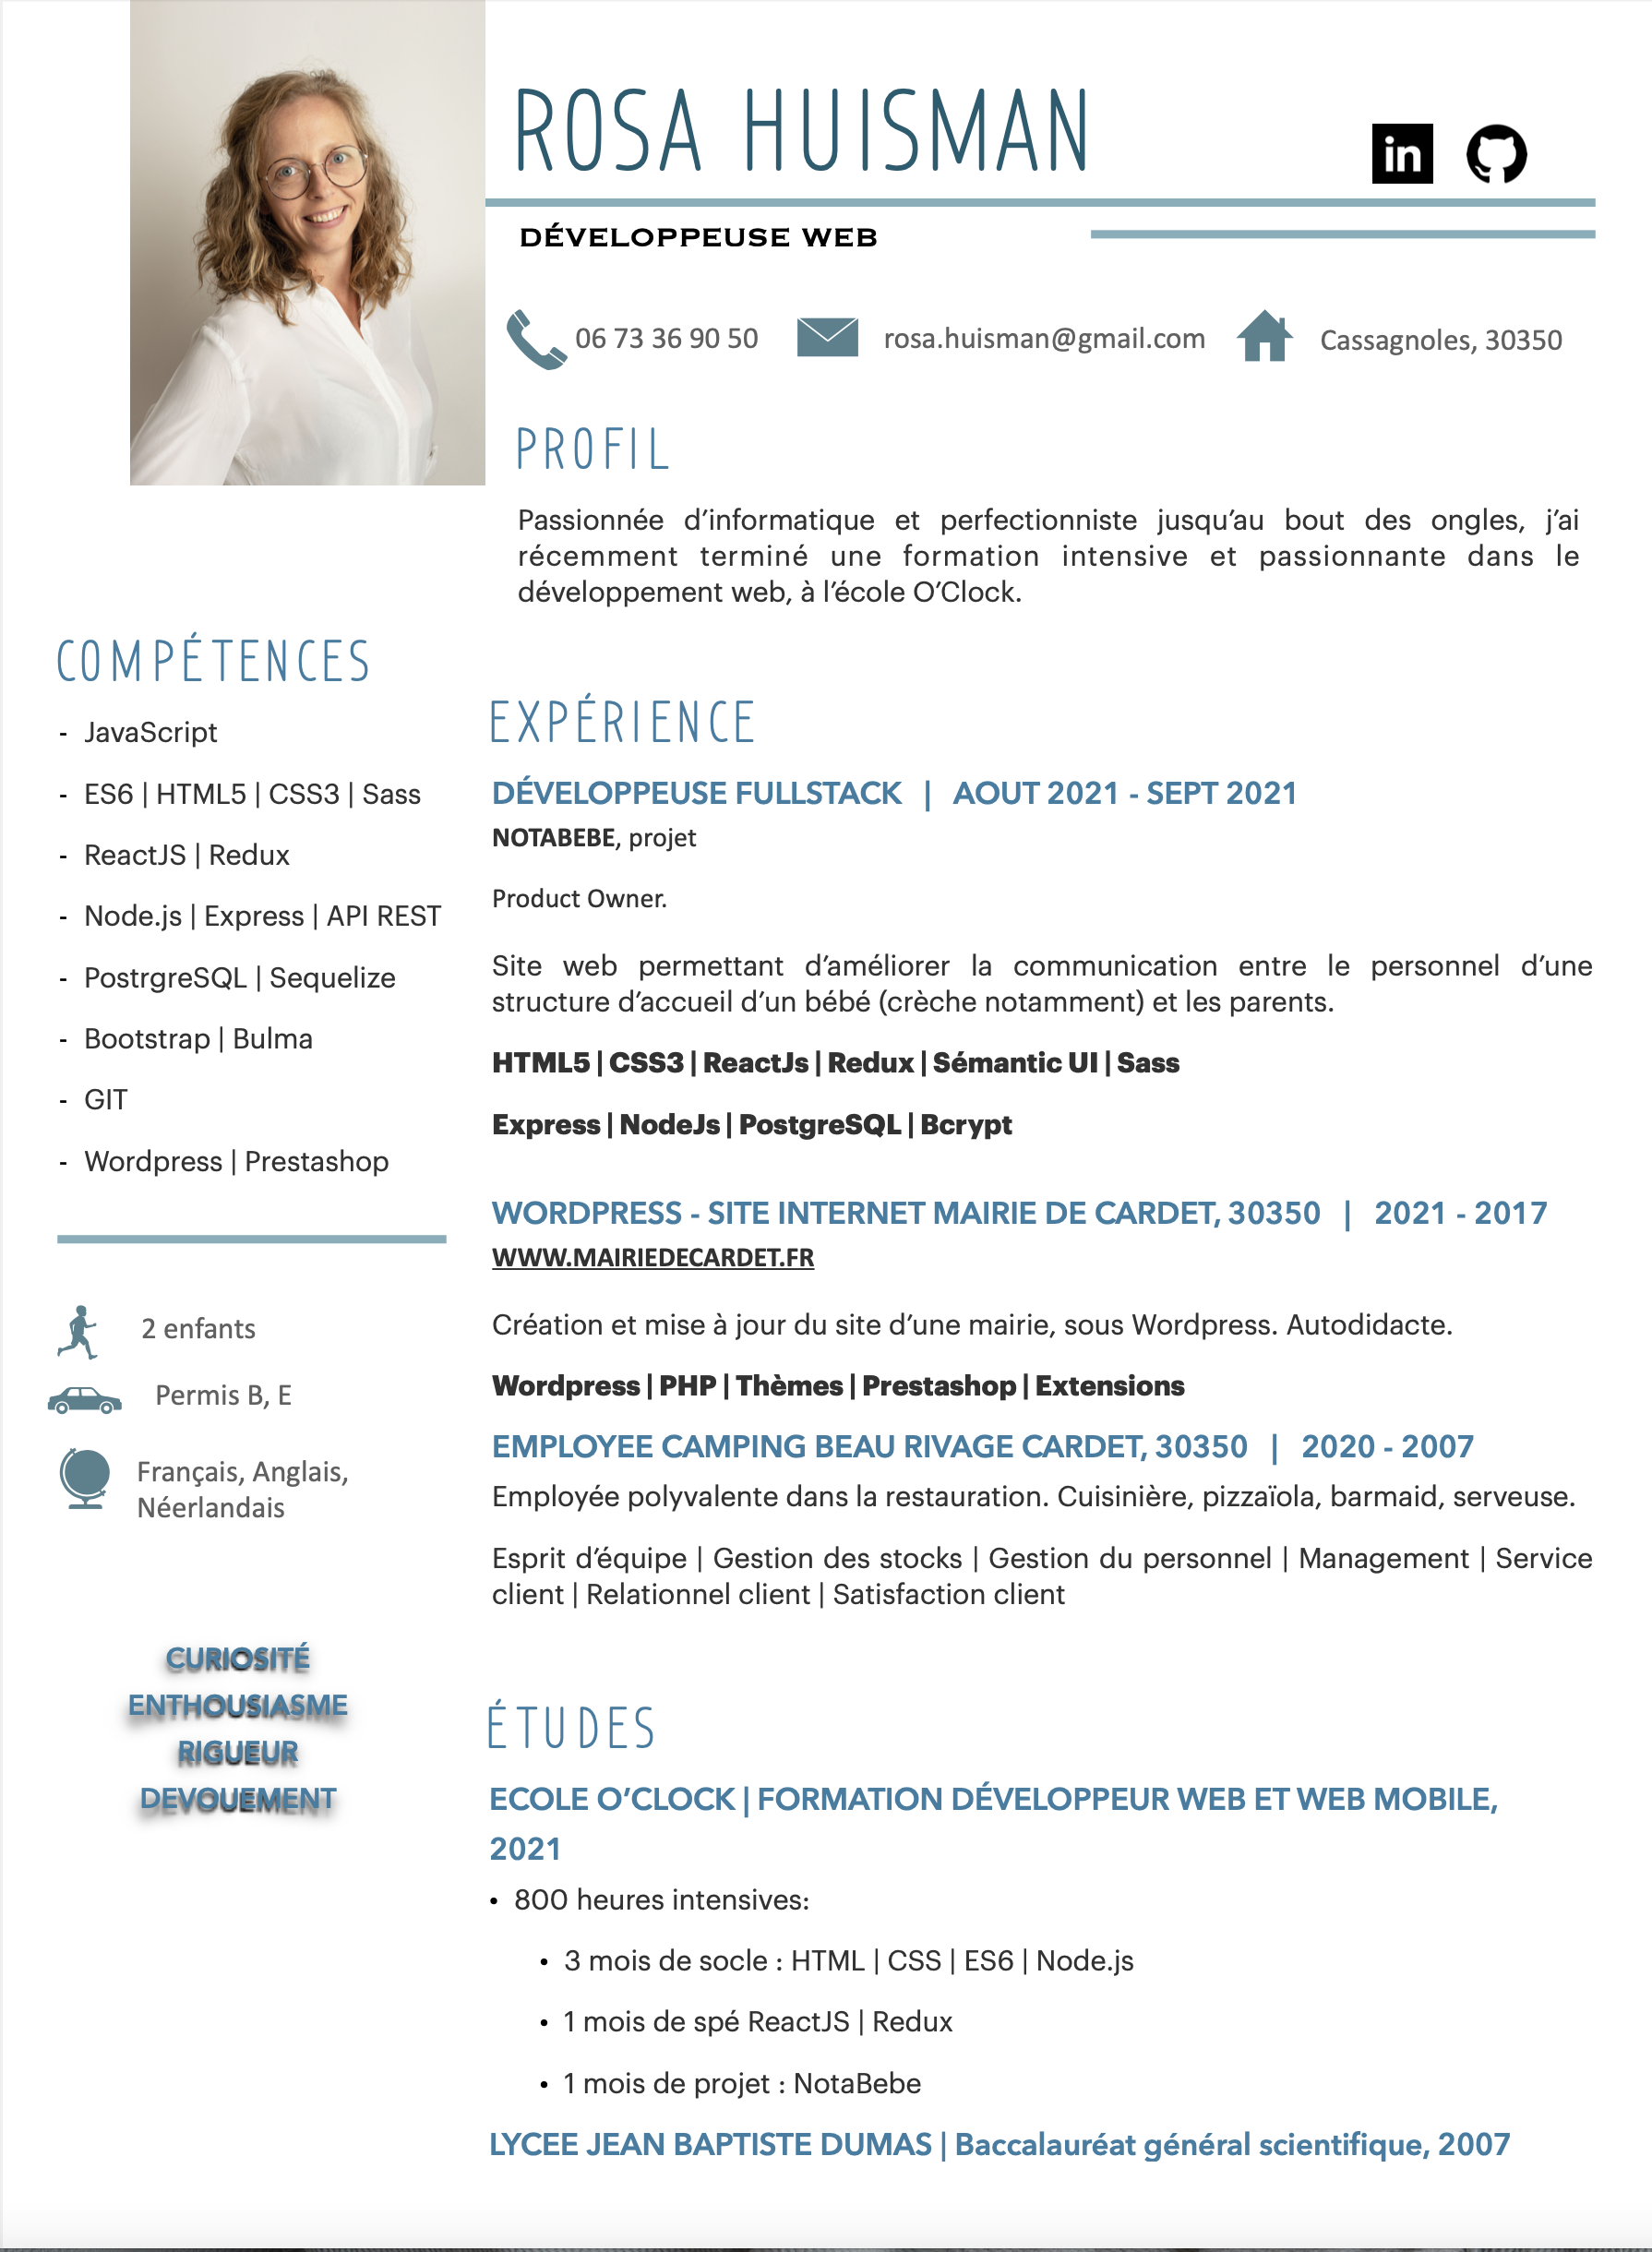 ROSA HUISMAN
in
DÉVELOPPEUSE WEB
06 73 36 90 50
rosa.huisman@gmail.com
Cassagnoles, 30350
PROFIL
Passionnée d’informatique et perfectionniste jusqu’au bout des ongles, j’ai
récemment terminé une formation intensive et passionnante dans le
développement web, à l’école O’Clock.
COMPÉTENCES
- JavaScript
- ES6 | HTML5 | CSS3 | Sass
- ReactJS | Redux
- Node.js | Express | API REST
- PostrgreSQL | Sequelize
- Bootstrap | Bulma
- GIT
- Wordpress | Prestashop
2 enfants
Permis B, E
Français, Anglais,
Néerlandais
CURIOSITÉ
ENTHOUSIASME
RIGUEUR
DEVOUEMENT
EXPÉRIENCE
DÉVELOPPEUSE FULLSTACK | AOUT 2021 - SEPT 2021
NOTABEBE, projet
Product Owner.
Site web permettant d’améliorer la communication entre le personnel d’une
structure d’accueil d’un bébé (crèche notamment) et les parents.
HTML5 | CSS3 | ReactJs | Redux | Sémantic UI | Sass
Express | NodeJs | PostgreSQL | Bcrypt
WORDPRESS - SITE INTERNET MAIRIE DE CARDET, 30350 | 2021 - 2017
WWW.MAIRIEDECARDET.FR
Création et mise à jour du site d’une mairie, sous Wordpress. Autodidacte.
Wordpress | PHP | Thèmes | Prestashop | Extensions
EMPLOYEE CAMPING BEAU RIVAGE CARDET, 30350 | 2020 - 2007
Employée polyvalente dans la restauration. Cuisinière, pizzaïola, barmaid, serveuse.
Esprit d’équipe | Gestion des stocks | Gestion du personnel | Management | Service
client | Relationnel client | Satisfaction client
ÉTUDES
ECOLE O’CLOCK | FORMATION DÉVELOPPEUR WEB ET WEB MOBILE,
2021
• 800 heures intensives:
• 3 mois de socle : HTML | CSS | ES6 | Node.js
• 1 mois de spé ReactJS | Redux
• 1 mois de projet : NotaBebe
LYCEE JEAN BAPTISTE DUMAS | Baccalauréat général scientifique, 2007